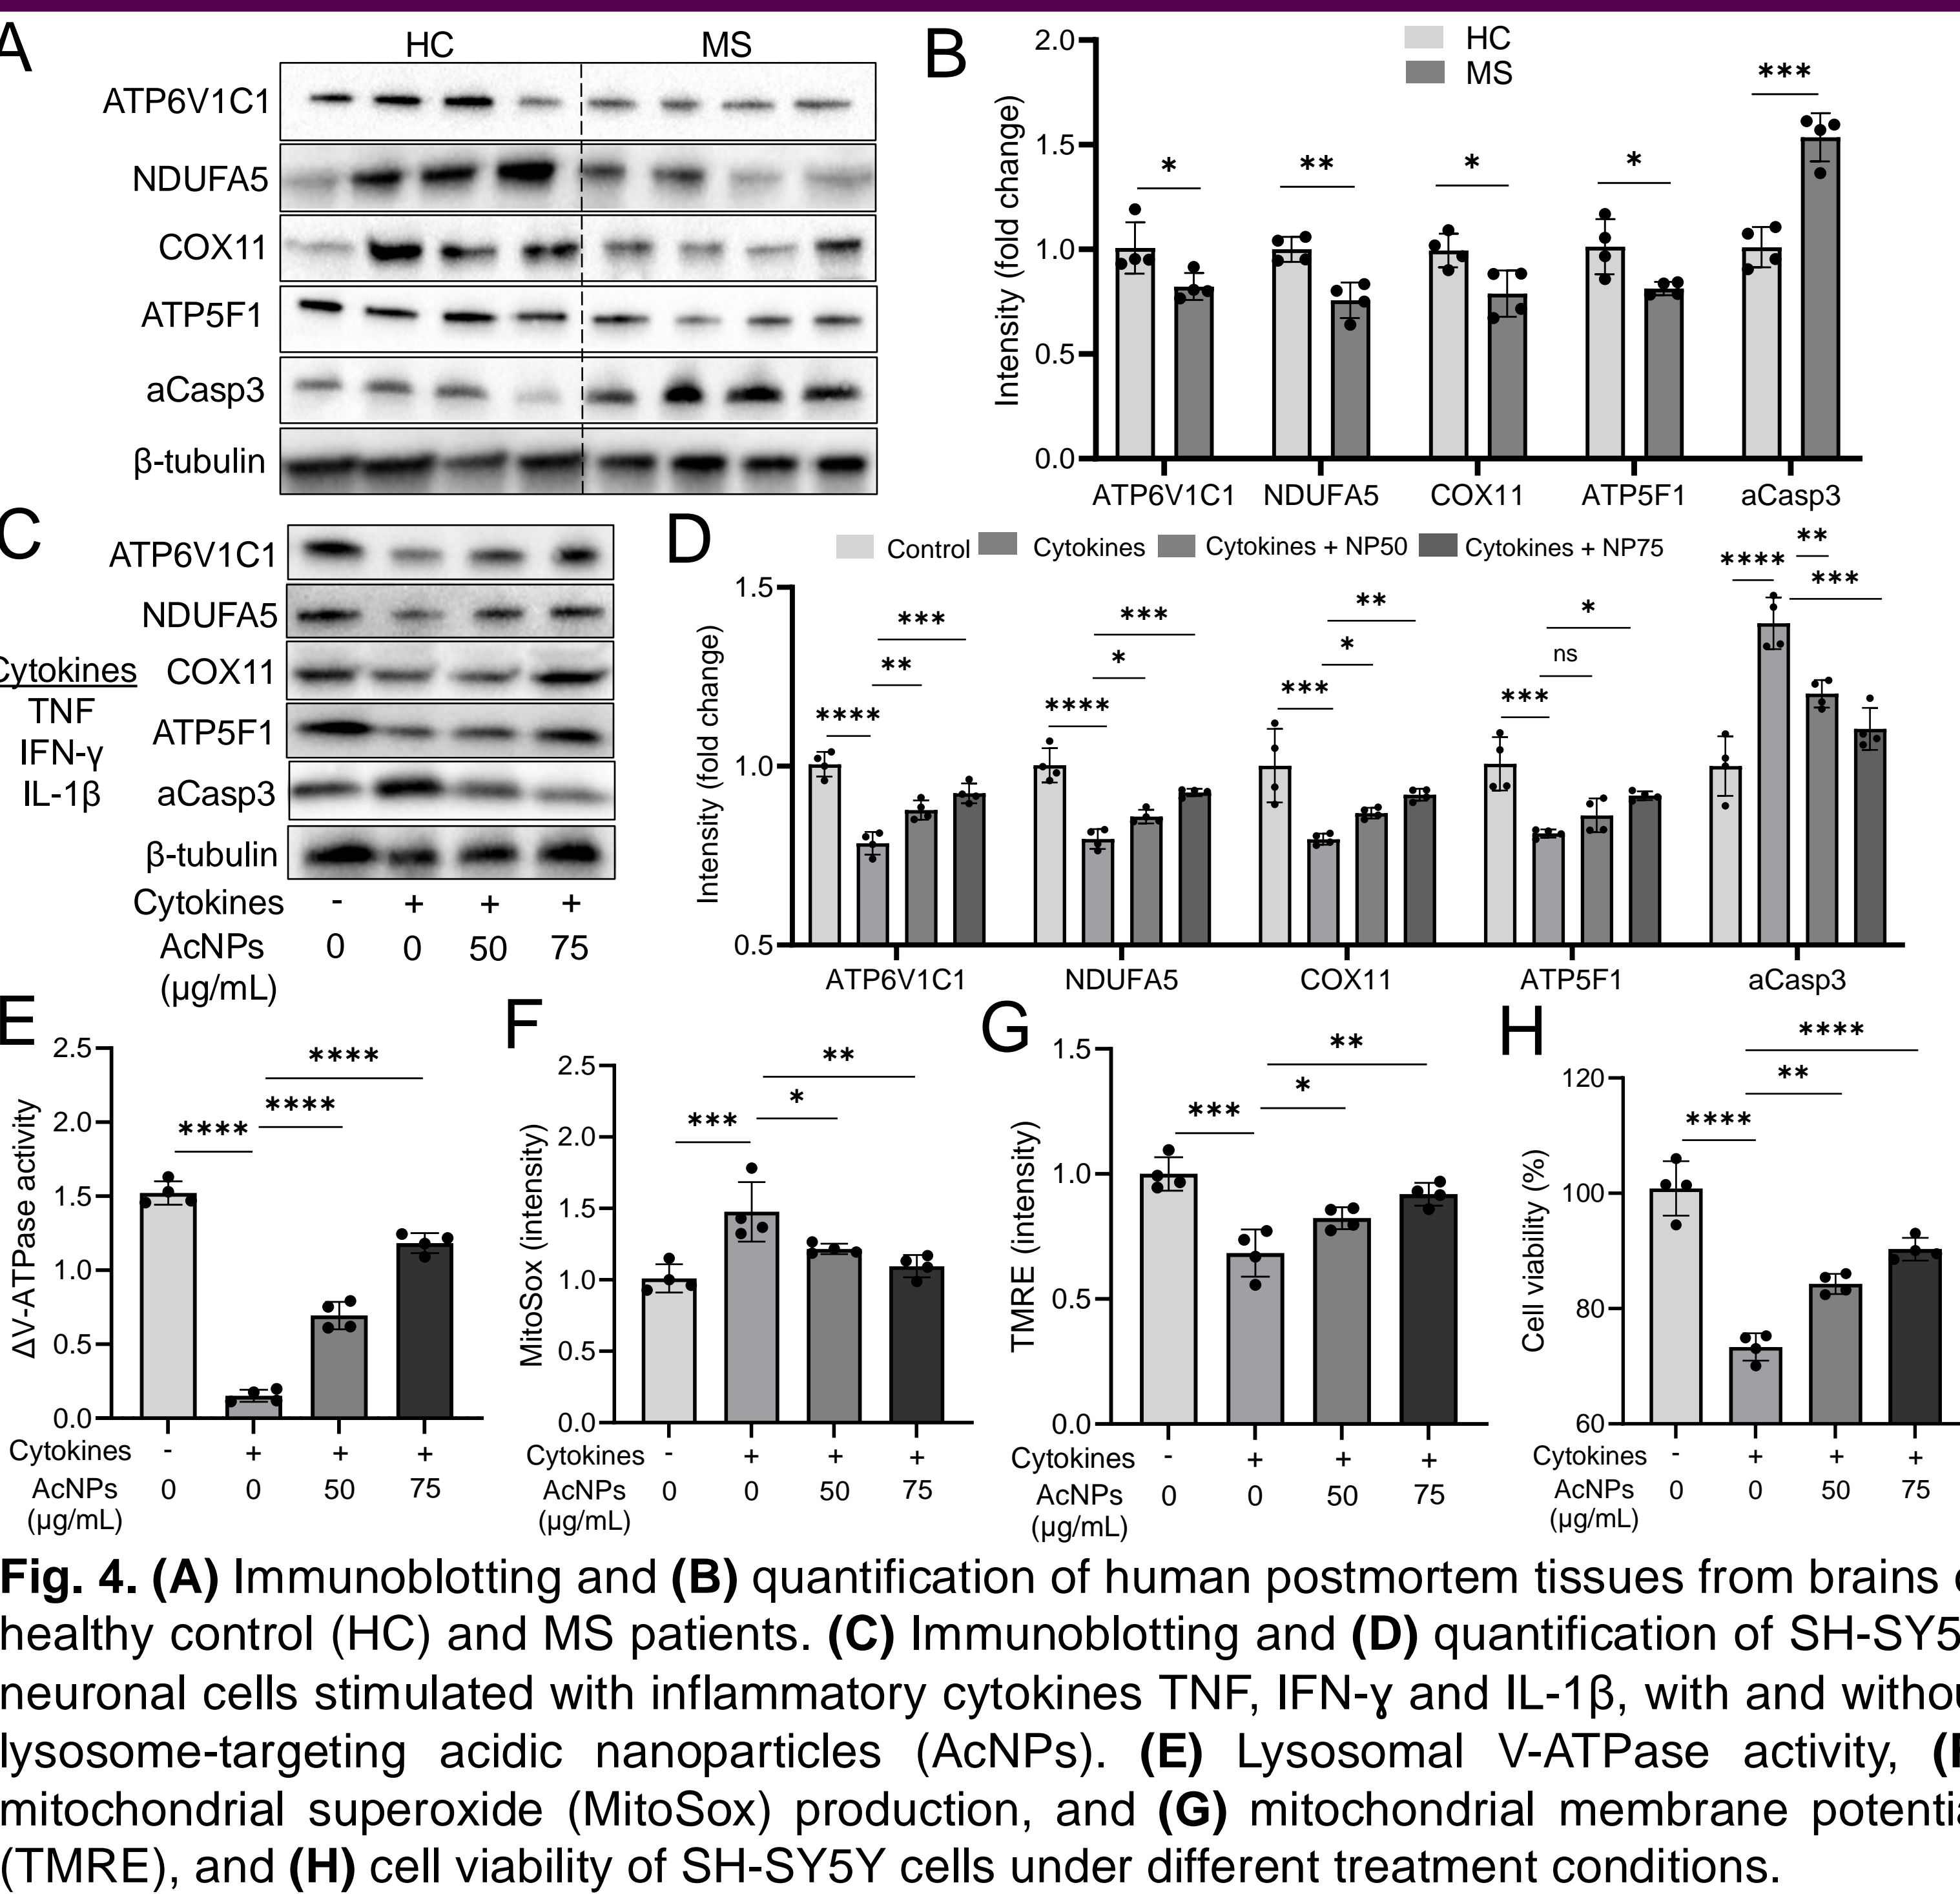 A
HC
MS
ATP6V1C1
NDUFA5
COX11
ATP5F1
aCasp3
β-tubulin
B
HC
MS
Intensity (fold change)
2.0
1.5
1.0
0.5
0.0
*
**
*
*
***
ATP6V1C1
NDUFA5
COX11
ATP5F1
aCasp3
C
ATP6V1C1
NDUFA5
COX11
ATP5F1
aCasp3
β-tubulin
Cytokines
TNF
IFN-γ
IL-1β
Cytokines - + + +
AcNPs 0 0 50 75
(μg/mL)
D
Control Cytokines Cytokines + NP50 Cytokines + NP75
Intensity (fold change)
1.5
1.0
0.5
****
**
***
****
*
***
***
*
**
***
ns
*
****
**
***
ATP6V1C1
NDUFA5
COX11
ATP5F1
aCasp3
E
ΔV-ATPase activity
2.5
2.0
1.5
1.0
0.5
0.0
****
****
****
Cytokines - + + +
AcNPs 0 0 50 75
(μg/mL)
F
MitoSox (intensity)
2.5
2.0
1.5
1.0
0.5
0.0
**
*
***
Cytokines - + + +
AcNPs 0 0 50 75
(μg/mL)
G
TMRE (intensity)
1.5
1.0
0.5
0.0
**
*
***
Cytokines - + + +
AcNPs 0 0 50 75
(μg/mL)
H
Cell viability (%)
120
100
80
60
****
**
****
Cytokines - + + +
AcNPs 0 0 50 75
(μg/mL)
Fig. 4. (A) Immunoblotting and (B) quantification of human postmortem tissues from brains
healthy control (HC) and MS patients. (C) Immunoblotting and (D) quantification of SH-SY5
neuronal cells stimulated with inflammatory cytokines TNF, IFN-ɣ and IL-1β, with and withou
lysosome-targeting acidic nanoparticles (AcNPs). (E) Lysosomal V-ATPase activity, (F
mitochondrial superoxide (MitoSox) production, and (G) mitochondrial membrane potentia
(TMRE), and (H) cell viability of SH-SY5Y cells under different treatment conditions.